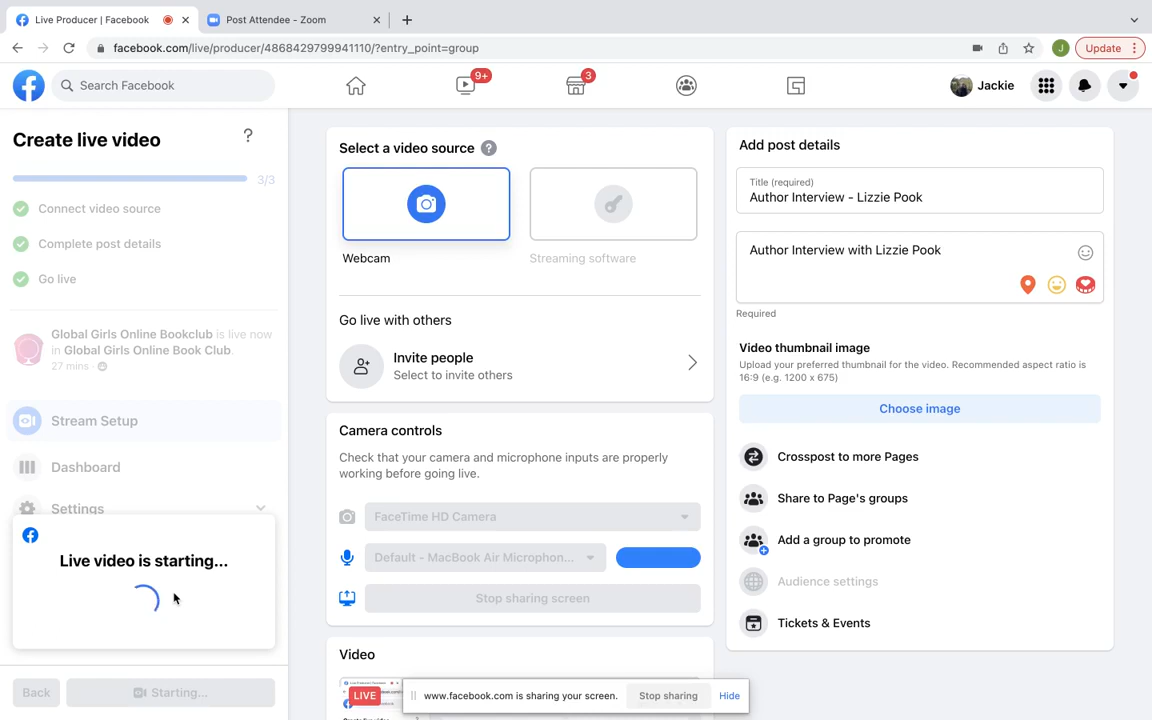 Live Producer | Facebook
Post Attendee - Zoom
facebook.com/live/producer/4868429799941110/?entry_point=group
J
Update
Search Facebook
9+
3
Jackie
Create live video
?
3/3
Connect video source
Complete post details
Go live
Global Girls Online Bookclub is live now
in Global Girls Online Book Club.
27 mins ·
Stream Setup
Dashboard
Settings
Live video is starting...
Back
Starting...
Select a video source ?
Webcam
Streaming software
Go live with others
Invite people
Select to invite others
Camera controls
Check that your camera and microphone inputs are properly
working before going live.
FaceTime HD Camera
Default - MacBook Air Microphon...
Stop sharing screen
Video
LIVE
www.facebook.com is sharing your screen.
Stop sharing
Hide
Add post details
Title (required)
Author Interview - Lizzie Pook
Author Interview with Lizzie Pook
Required
Video thumbnail image
Upload your preferred thumbnail for the video. Recommended aspect ratio is
16:9 (e.g. 1200 x 675)
Choose image
Crosspost to more Pages
Share to Page's groups
Add a group to promote
Audience settings
Tickets & Events